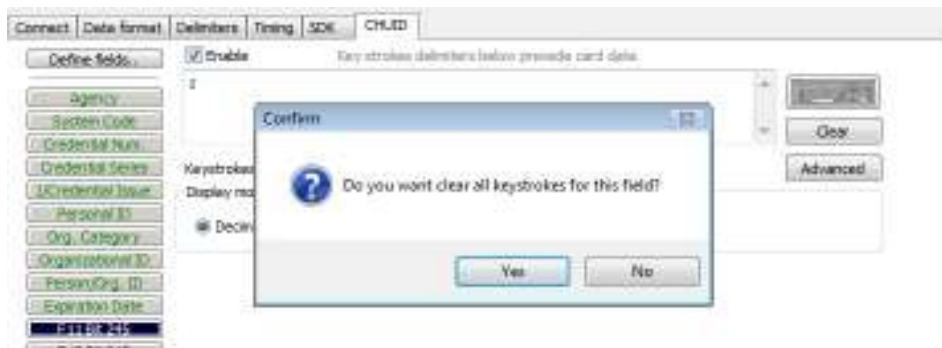 Connect Data format Delimiters Timing SDK CHUID
Define fields...
Enable
Key strokes delimiters below precede card data
Agency
System Code
Credential Num.
Credential Series
Credential Issue
Personal ID
Org. Category
Organizational ID
Person/Org. ID
Expiration Date
Clear
Advanced
Keystrokes
Display mo
Decim
Confirm
Do you want clear all keystrokes for this field?
Yes
No